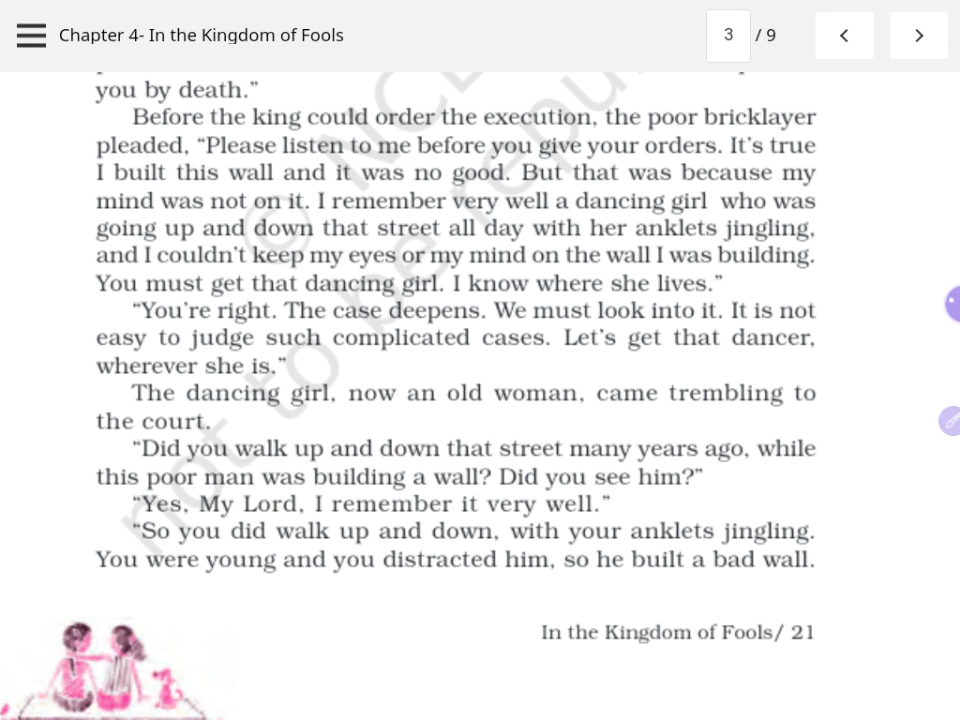 Chapter 4- In the Kingdom of Fools
3 / 9
you by death.”
Before the king could order the execution, the poor bricklayer
pleaded, “Please listen to me before you give your orders. It’s true
I built this wall and it was no good. But that was because my
mind was not on it. I remember very well a dancing girl who was
going up and down that street all day with her anklets jingling,
and I couldn’t keep my eyes or my mind on the wall I was building.
You must get that dancing girl. I know where she lives.”
“You’re right. The case deepens. We must look into it. It is not
easy to judge such complicated cases. Let’s get that dancer,
wherever she is.”
The dancing girl, now an old woman, came trembling to
the court.
“Did you walk up and down that street many years ago, while
this poor man was building a wall? Did you see him?”
“Yes, My Lord, I remember it very well.”
“So you did walk up and down, with your anklets jingling.
You were young and you distracted him, so he built a bad wall.
In the Kingdom of Fools/ 21
© NCE
not to be repu